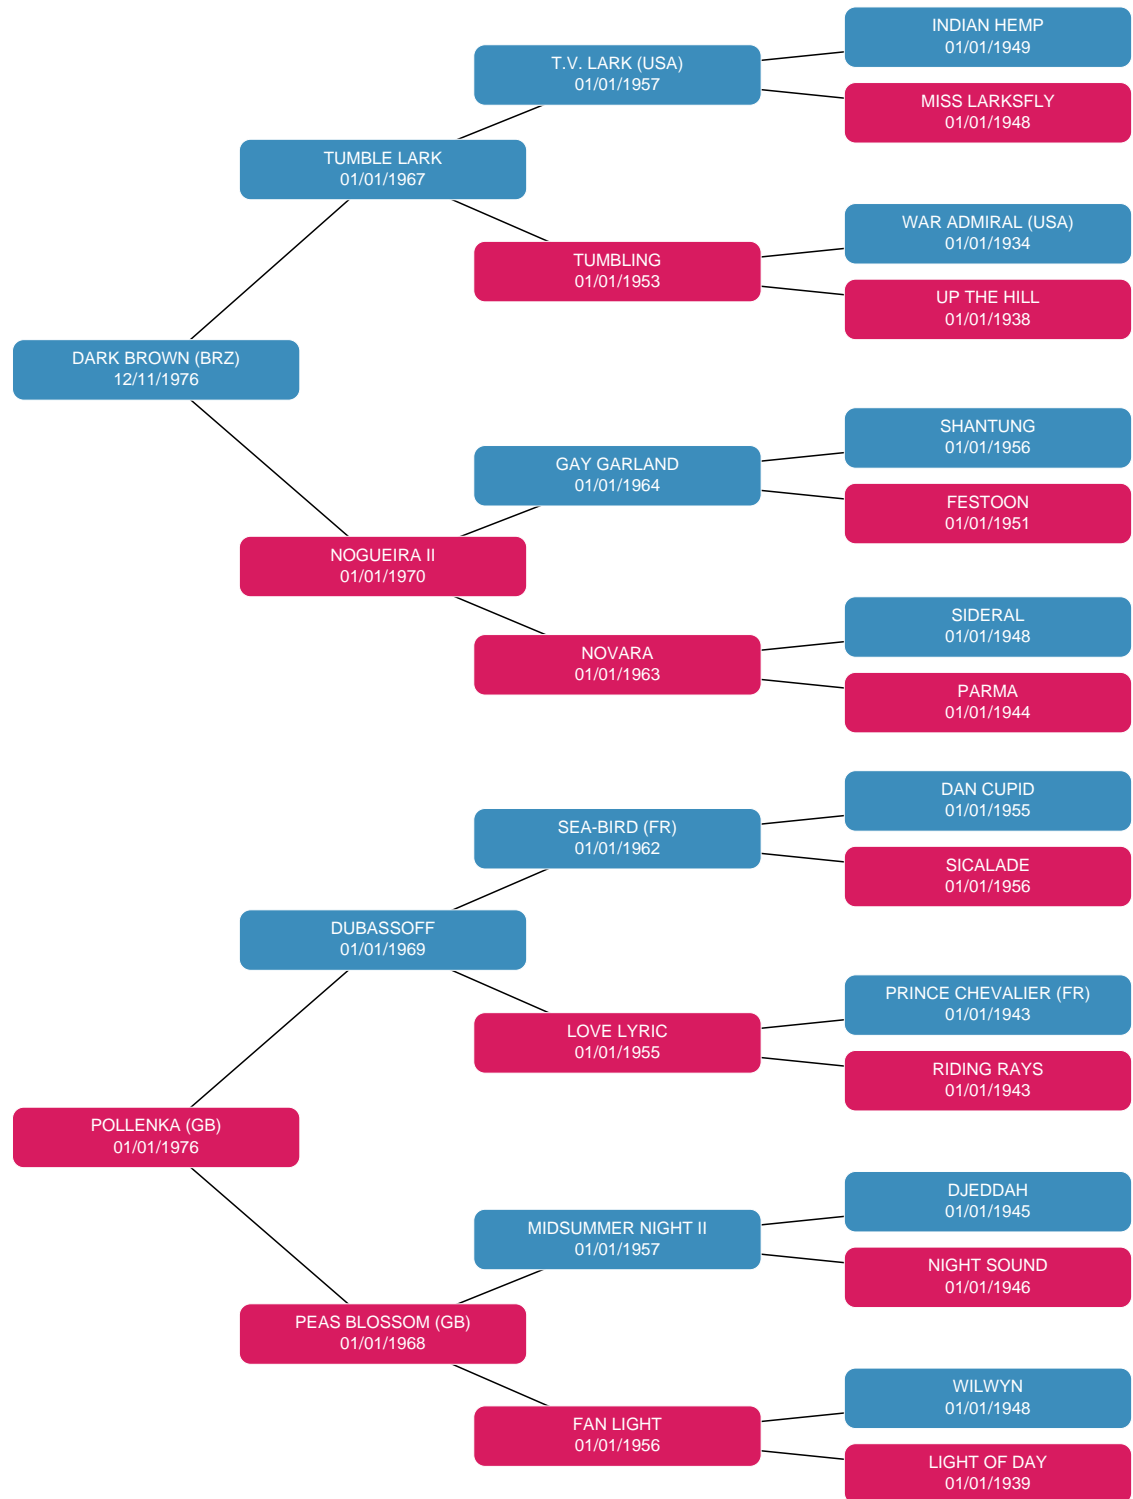 INDIAN HEMP
01/01/1949
T.V. LARK (USA)
01/01/1957
MISS LARKSFLY
01/01/1948
TUMBLE LARK
01/01/1967
WAR ADMIRAL (USA)
01/01/1934
TUMBLING
01/01/1953
UP THE HILL
01/01/1938
DARK BROWN (BRZ)
12/11/1976
SHANTUNG
01/01/1956
GAY GARLAND
01/01/1964
FESTOON
01/01/1951
NOGUEIRA II
01/01/1970
SIDERAL
01/01/1948
NOVARA
01/01/1963
PARMA
01/01/1944
DAN CUPID
01/01/1955
SEA-BIRD (FR)
01/01/1962
SICALADE
01/01/1956
DUBASSOFF
01/01/1969
PRINCE CHEVALIER (FR)
01/01/1943
LOVE LYRIC
01/01/1955
RIDING RAYS
01/01/1943
POLLENKA (GB)
01/01/1976
DJEDDAH
01/01/1945
MIDSUMMER NIGHT II
01/01/1957
NIGHT SOUND
01/01/1946
PEAS BLOSSOM (GB)
01/01/1968
WILWYN
01/01/1948
FAN LIGHT
01/01/1956
LIGHT OF DAY
01/01/1939